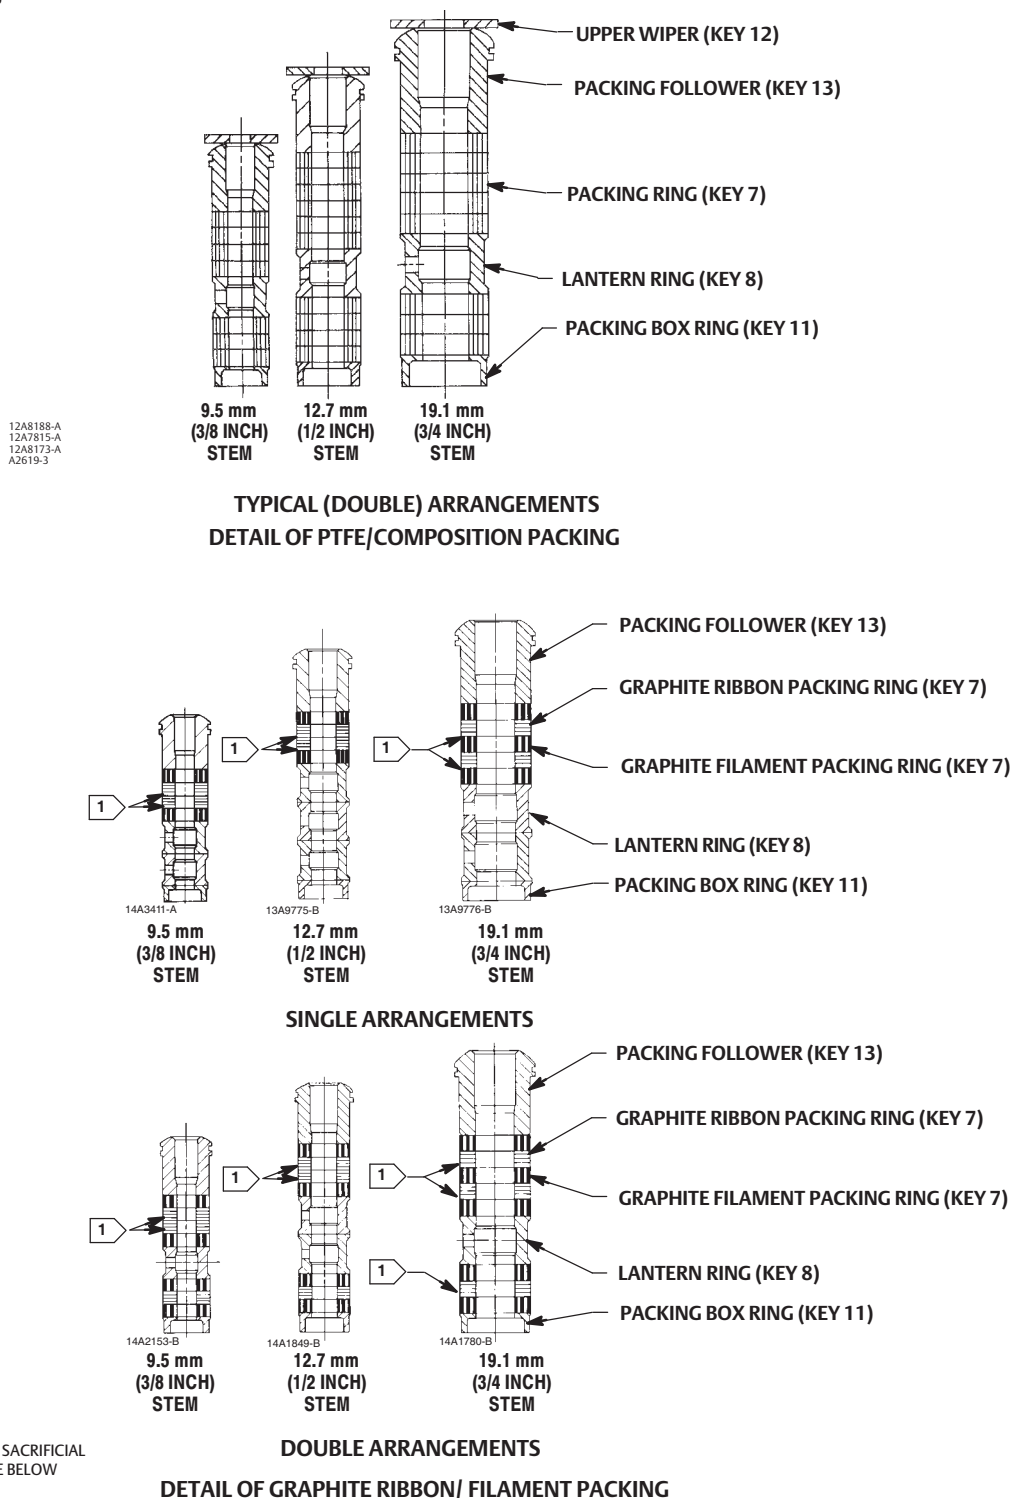 UPPER WIPER (KEY 12)
PACKING FOLLOWER (KEY 13)
PACKING RING (KEY 7)
LANTERN RING (KEY 8)
PACKING BOX RING (KEY 11)
9.5 mm
(3/8 INCH)
STEM
12.7 mm
(1/2 INCH)
STEM
19.1 mm
(3/4 INCH)
STEM
12A8188-A
12A7815-A
12A8173-A
A2619-3
TYPICAL (DOUBLE) ARRANGEMENTS
DETAIL OF PTFE/COMPOSITION PACKING
PACKING FOLLOWER (KEY 13)
GRAPHITE RIBBON PACKING RING (KEY 7)
1
1
GRAPHITE FILAMENT PACKING RING (KEY 7)
1
LANTERN RING (KEY 8)
PACKING BOX RING (KEY 11)
14A3411-A
13A9775-B
13A9776-B
9.5 mm
(3/8 INCH)
STEM
12.7 mm
(1/2 INCH)
STEM
19.1 mm
(3/4 INCH)
STEM
SINGLE ARRANGEMENTS
PACKING FOLLOWER (KEY 13)
GRAPHITE RIBBON PACKING RING (KEY 7)
1
1
GRAPHITE FILAMENT PACKING RING (KEY 7)
1
1
LANTERN RING (KEY 8)
PACKING BOX RING (KEY 11)
14A2153-B
14A1849-B
14A1780-B
9.5 mm
(3/8 INCH)
STEM
12.7 mm
(1/2 INCH)
STEM
19.1 mm
(3/4 INCH)
STEM
SACRIFICIAL
BELOW
DOUBLE ARRANGEMENTS
DETAIL OF GRAPHITE RIBBON/ FILAMENT PACKING